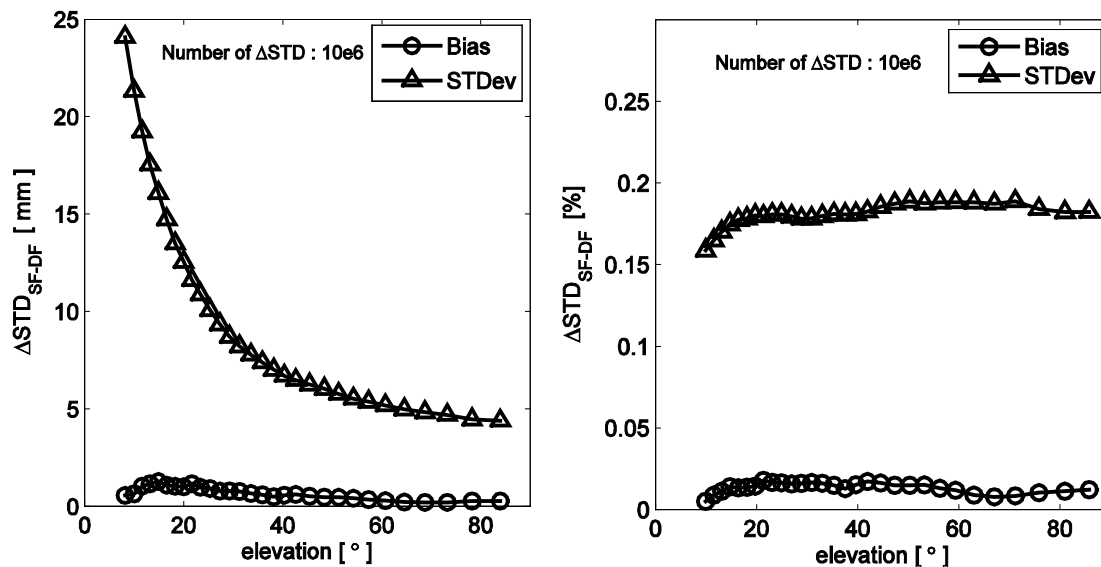 Number of ΔSTD : 10e6
Bias
STDev
25
20
15
10
5
0
ΔSTD_SF-DF [ mm ]
0 20 40 60 80
elevation [ ° ]
Number of ΔSTD : 10e6
Bias
STDev
0.25
0.2
0.15
0.1
0.05
0
ΔSTD_SF-DF [%]
0 20 40 60 80
elevation [ ° ]